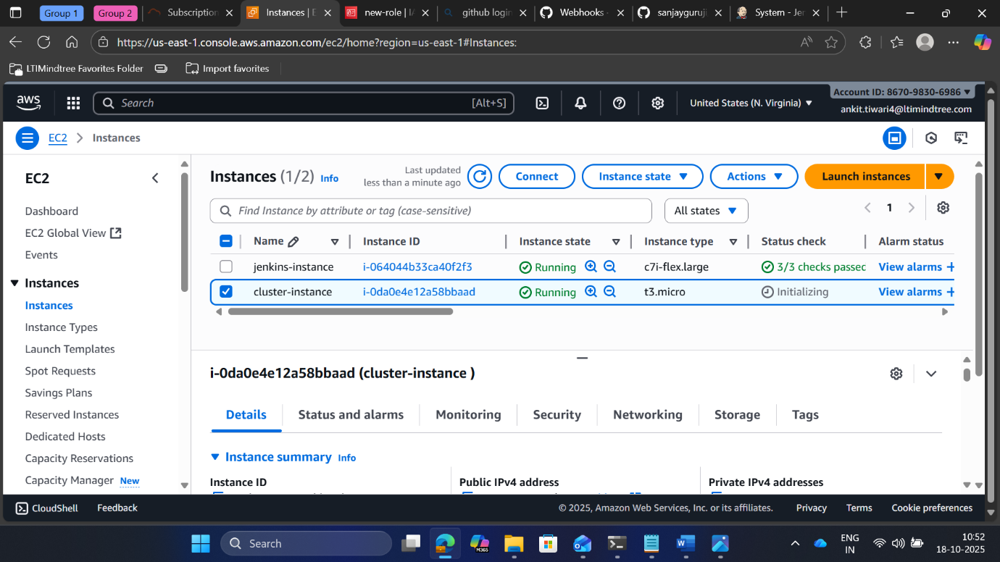 Group 1 Group 2 Subscription Instances | E new-role | IA github login Webhooks sanjayguruji System - Jer
https://us-east-1.console.aws.amazon.com/ec2/home?region=us-east-1#Instances:
LTIMindtree Favorites Folder Import favorites
aws Search [Alt+S] United States (N. Virginia) Account ID: 8670-9830-6986
ankit.tiwari4@ltimindtree.com
EC2 Instances
EC2
Dashboard
EC2 Global View
Events
Instances
Instances
Instance Types
Launch Templates
Spot Requests
Savings Plans
Reserved Instances
Dedicated Hosts
Capacity Reservations
Capacity Manager New
Instances (1/2) Info
Last updated
less than a minute ago
Connect Instance state Actions Launch instances
Find Instance by attribute or tag (case-sensitive) All states 1
Name Instance ID Instance state Instance type Status check Alarm status
jenkins-instance i-064044b33ca40f2f3 Running c7i-flex.large 3/3 checks passed View alarms +
cluster-instance i-0da0e4e12a58bbaad Running t3.micro Initializing View alarms +
i-0da0e4e12a58bbaad (cluster-instance )
Details Status and alarms Monitoring Security Networking Storage Tags
Instance summary Info
Instance ID Public IPv4 address Private IPv4 addresses
CloudShell Feedback © 2025, Amazon Web Services, Inc. or its affiliates. Privacy Terms Cookie preferences
Search M365 ENG
IN
10:52
18-10-2025